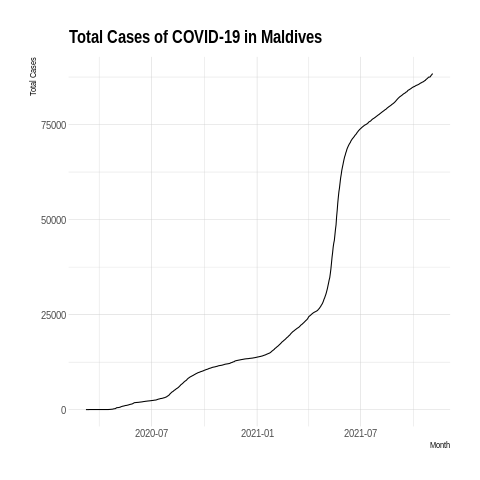 Total Cases of COVID-19 in Maldives
Total Cases
75000
50000
25000
0
2020-07 2021-01 2021-07
Month